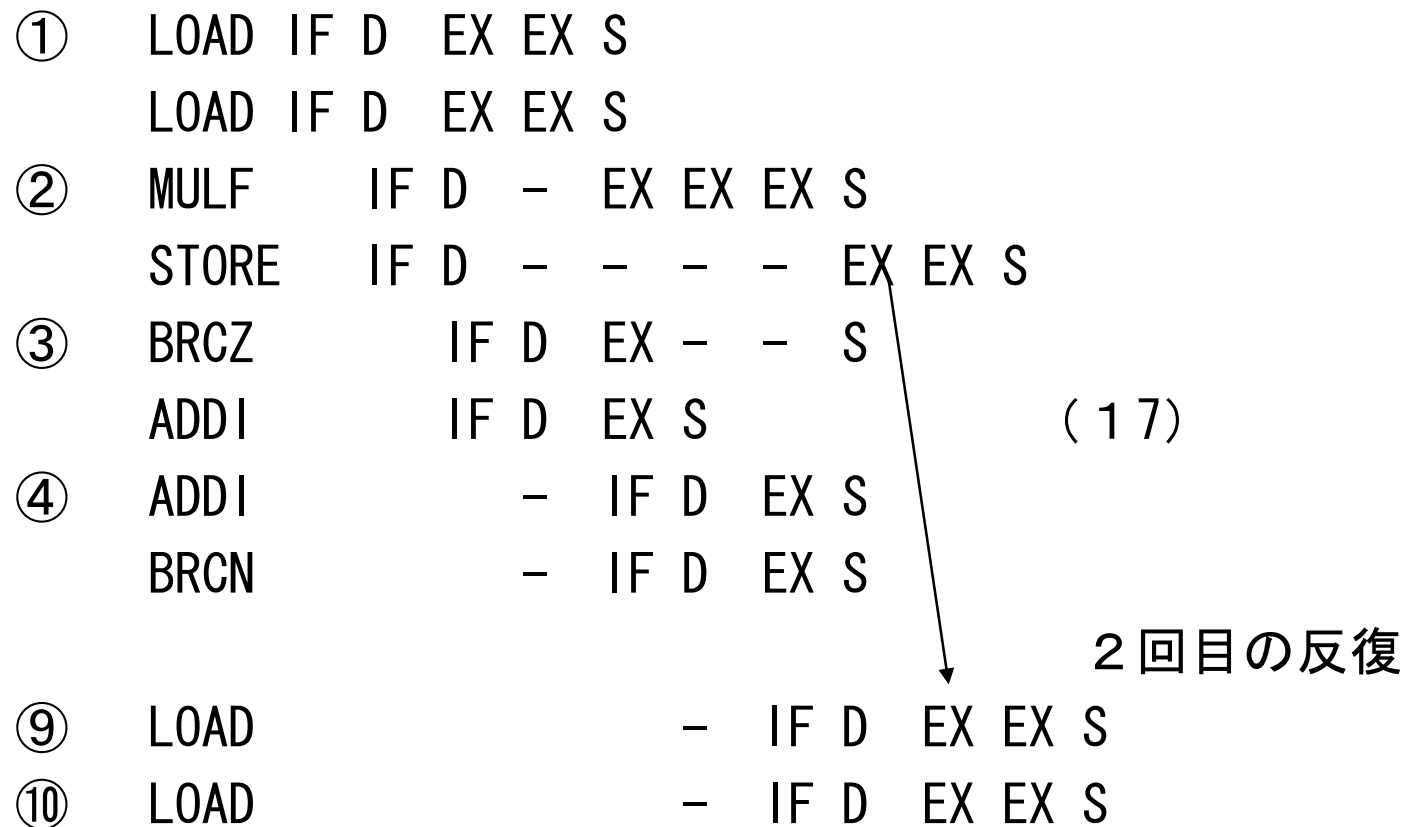 ① LOAD IF D EX EX S
LOAD IF D EX EX S
② MULF IF D - EX EX EX S
STORE IF D - - - - EX EX S
③ BRCZ IF D EX - - S
ADDI IF D EX S (17)
④ ADDI - IF D EX S
BRCN - IF D EX S
2回目の反復
⑨ LOAD - IF D EX EX S
⑩ LOAD - IF D EX EX S